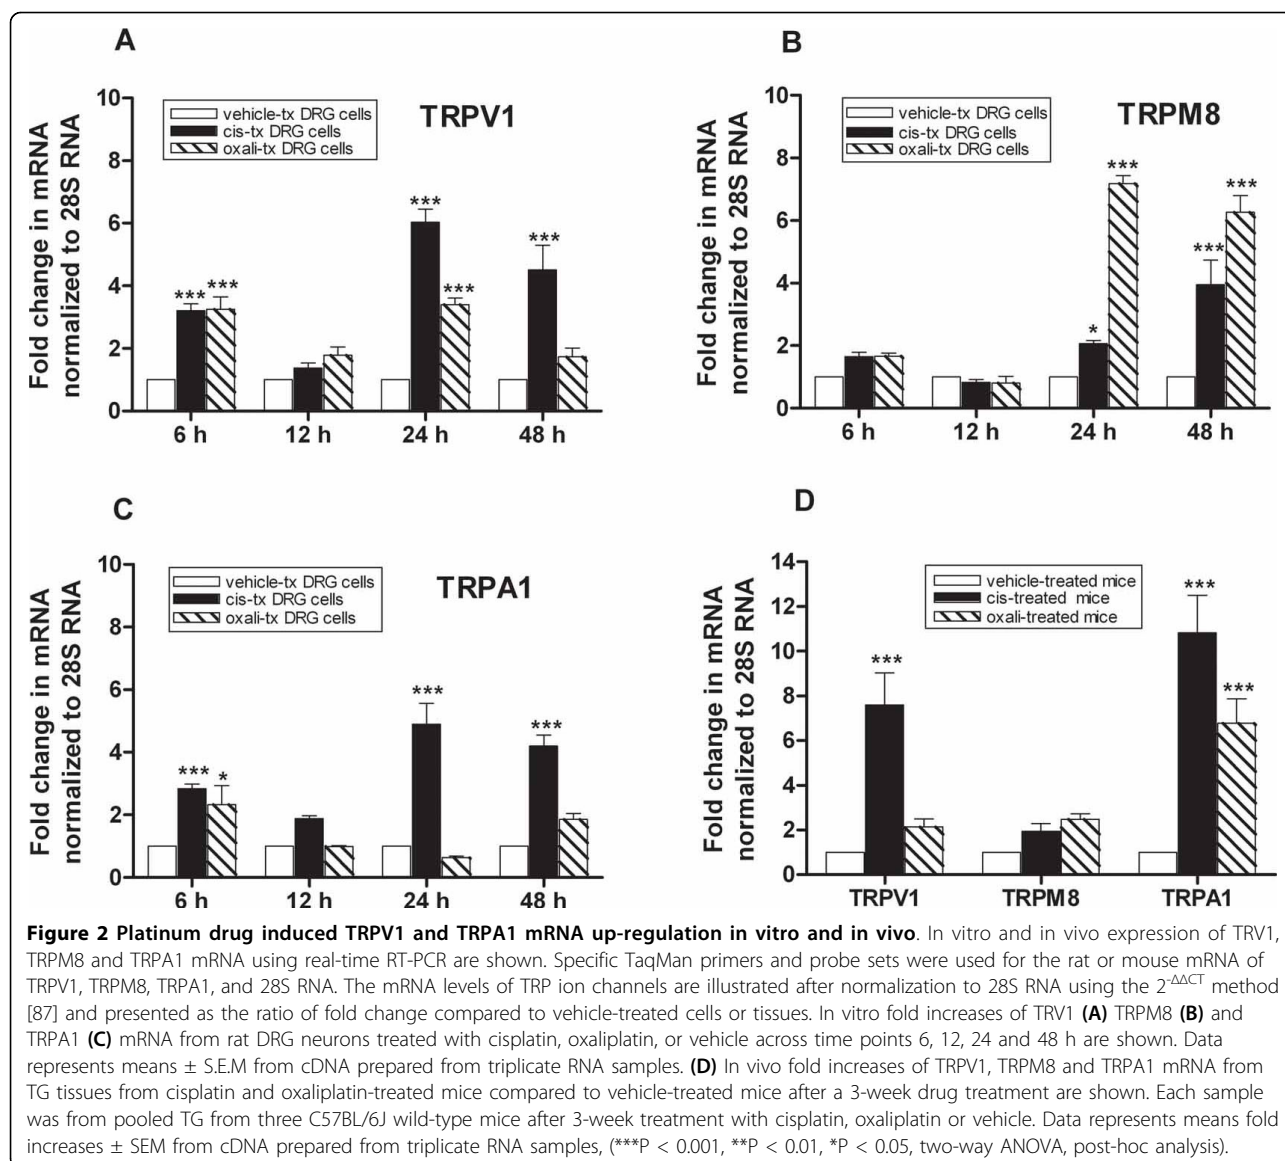 A
TRPV1
vehicle-tx DRG cells
cis-tx DRG cells
oxali-tx DRG cells
Fold change in mRNA
normalized to 28S RNA
10
8
6
4
2
0
***
***
***
***
***
6 h
12 h
24 h
48 h
B
TRPM8
vehicle-tx DRG cells
cis-tx DRG cells
oxali-tx DRG cells
Fold change in mRNA
normalized to 28S RNA
10
8
6
4
2
0
*
***
***
***
6 h
12 h
24 h
48 h
C
TRPA1
vehicle-tx DRG cells
cis-tx DRG cells
oxali-tx DRG cells
Fold change in mRNA
normalized to 28S RNA
10
8
6
4
2
0
***
*
***
***
6 h
12 h
24 h
48 h
D
vehicle-treated mice
cis-treated mice
oxali-treated mice
Fold change in mRNA
normalized to 28S RNA
14
12
10
8
6
4
2
0
***
***
***
TRPV1
TRPM8
TRPA1
Figure 2 Platinum drug induced TRPV1 and TRPA1 mRNA up-regulation in vitro and in vivo. In vitro and in vivo expression of TRV1,
TRPM8 and TRPA1 mRNA using real-time RT-PCR are shown. Specific TaqMan primers and probe sets were used for the rat or mouse mRNA of
TRPV1, TRPM8, TRPA1, and 28S RNA. The mRNA levels of TRP ion channels are illustrated after normalization to 28S RNA using the 2-ΔΔCT method
[87] and presented as the ratio of fold change compared to vehicle-treated cells or tissues. In vitro fold increases of TRV1 (A) TRPM8 (B) and
TRPA1 (C) mRNA from rat DRG neurons treated with cisplatin, oxaliplatin, or vehicle across time points 6, 12, 24 and 48 h are shown. Data
represents means ± S.E.M from cDNA prepared from triplicate RNA samples. (D) In vivo fold increases of TRPV1, TRPM8 and TRPA1 mRNA from
TG tissues from cisplatin and oxaliplatin-treated mice compared to vehicle-treated mice after a 3-week drug treatment are shown. Each sample
was from pooled TG from three C57BL/6J wild-type mice after 3-week treatment with cisplatin, oxaliplatin or vehicle. Data represents means fold
increases ± SEM from cDNA prepared from triplicate RNA samples, (***P < 0.001, **P < 0.01, *P < 0.05, two-way ANOVA, post-hoc analysis).